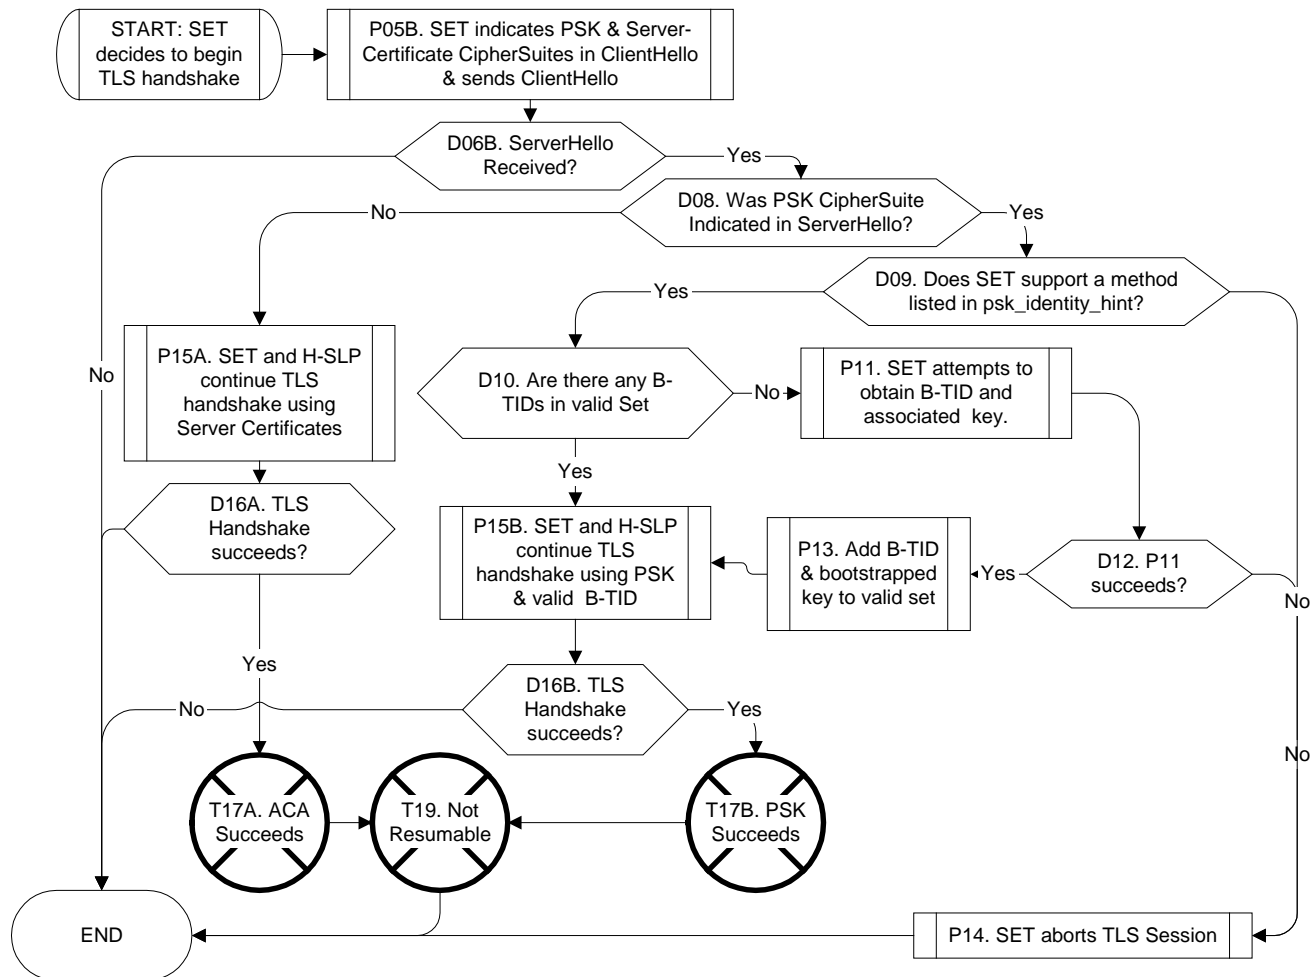 START: SET
decides to begin
TLS handshake
P05B. SET indicates PSK & Server-
Certificate CipherSuites in ClientHello
& sends ClientHello
D06B. ServerHello
Received?
Yes
D08. Was PSK CipherSuite
Indicated in ServerHello?
No
Yes
D09. Does SET support a method
listed in psk_identity_hint?
Yes
No
P15A. SET and H-SLP
continue TLS
handshake using
Server Certificates
D10. Are there any B-
TIDs in valid Set
No
P11. SET attempts to
obtain B-TID and
associated key.
Yes
D16A. TLS
Handshake
succeeds?
P15B. SET and H-SLP
continue TLS
handshake using PSK
& valid B-TID
P13. Add B-TID
& bootstrapped
key to valid set
Yes
D12. P11
succeeds?
No
Yes
D16B. TLS
Handshake
succeeds?
No
Yes
No
T17A. ACA
Succeeds
T19. Not
Resumable
T17B. PSK
Succeeds
END
P14. SET aborts TLS Session